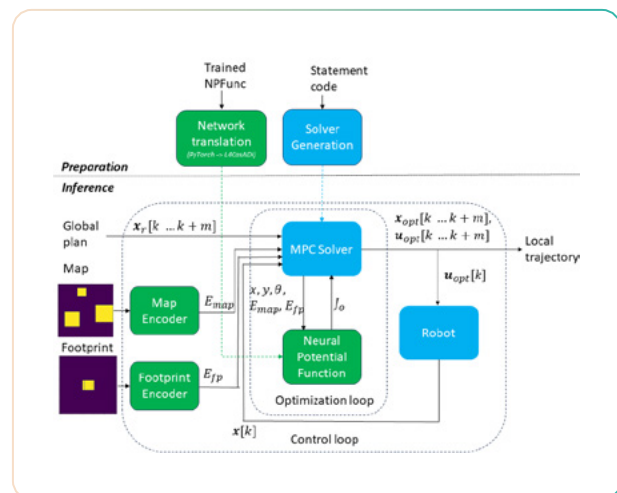 Trained
NPFunc
Statement
code
Network
translation
(PyTorch -> L4CasADi)
Solver
Generation
Preparation
Inference
Global
plan
x_r[k … k + m]
x_opt[k … k + m],
u_opt[k … k + m]
MPC Solver
Local
trajectory
u_opt[k]
Map
Map
Encoder
E_map
x, y, θ,
E_map, E_fp
J_o
Robot
Neural
Potential
Function
Footprint
Footprint
Encoder
E_fp
Optimization loop
x[k]
Control loop